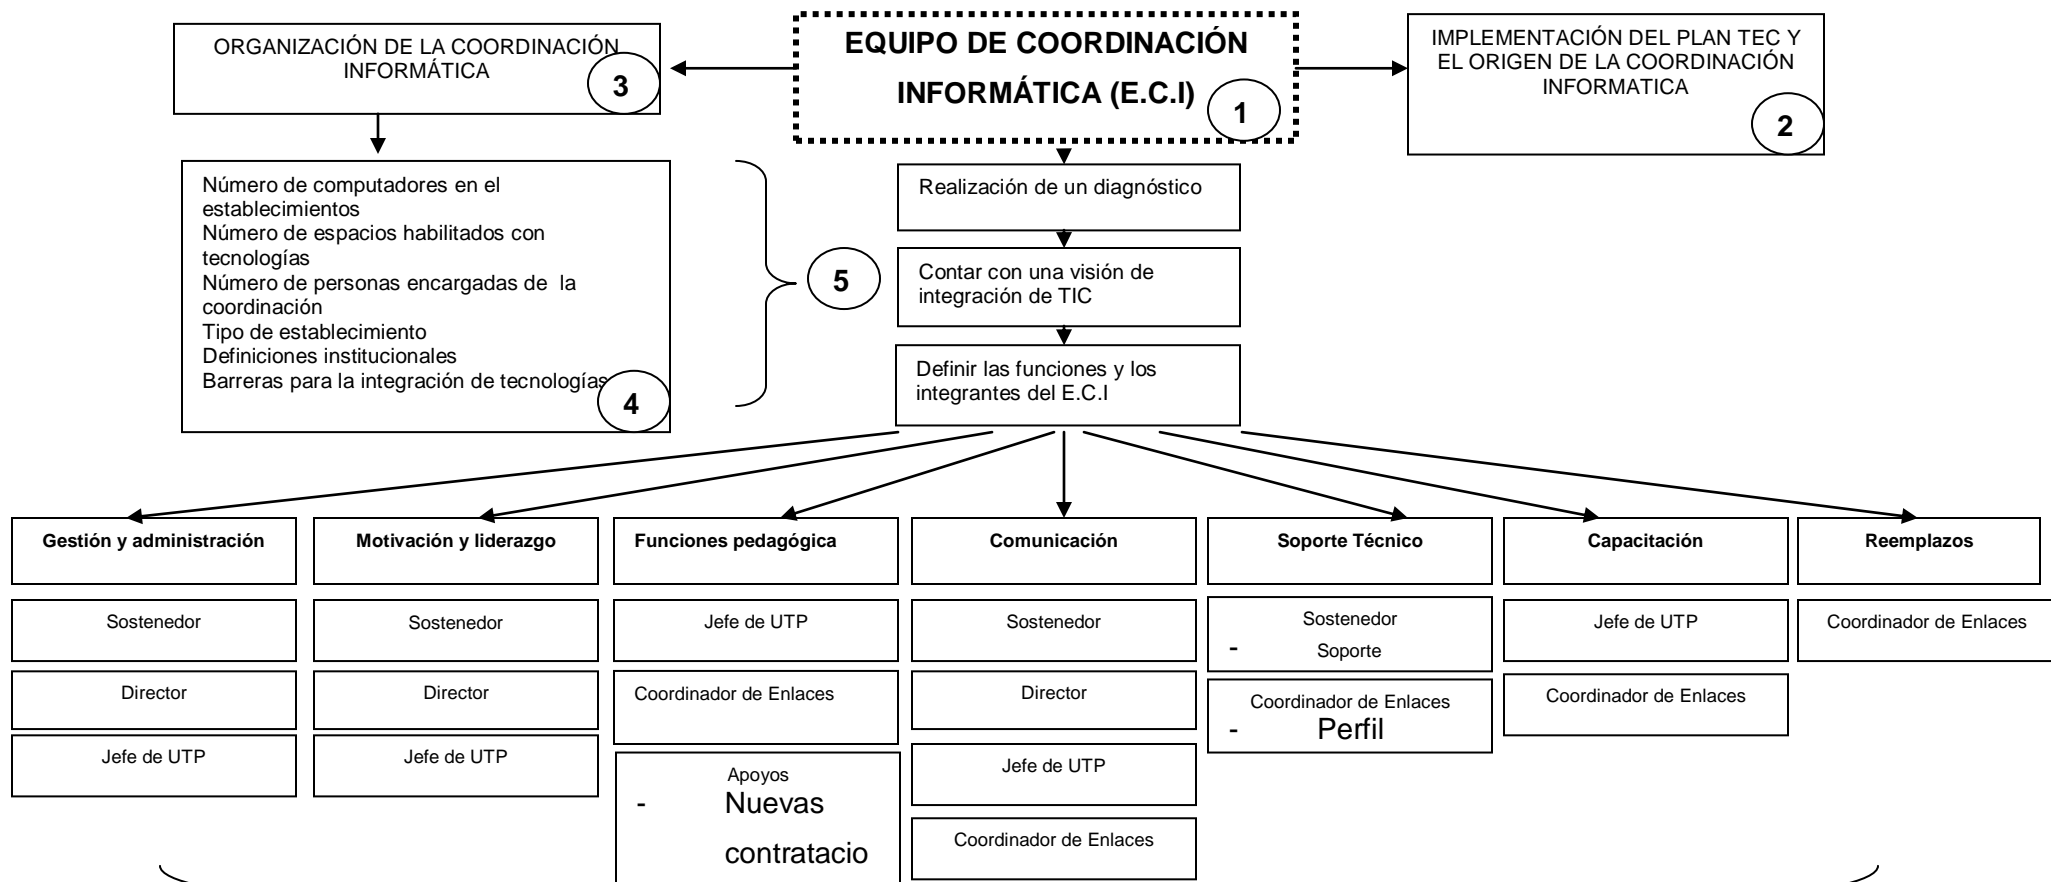 ORGANIZACIÓN DE LA COORDINACIÓN
INFORMÁTICA
3
EQUIPO DE COORDINACIÓN
INFORMÁTICA (E.C.I)
1
IMPLEMENTACIÓN DEL PLAN TEC Y
EL ORIGEN DE LA COORDINACIÓN
INFORMATICA
2
Número de computadores en el
establecimientos
Número de espacios habilitados con
tecnologías
Número de personas encargadas de la
coordinación
Tipo de establecimiento
Definiciones institucionales
Barreras para la integración de tecnologías
4
5
Realización de un diagnóstico
Contar con una visión de
integración de TIC
Definir las funciones y los
integrantes del E.C.I
Gestión y administración
Sostenedor
Director
Jefe de UTP
Motivación y liderazgo
Sostenedor
Director
Jefe de UTP
Funciones pedagógica
Jefe de UTP
Coordinador de Enlaces
Apoyos
- Nuevas
contratacio
Comunicación
Sostenedor
Director
Jefe de UTP
Coordinador de Enlaces
Soporte Técnico
Sostenedor
- Soporte
Coordinador de Enlaces
- Perfil
Capacitación
Jefe de UTP
Coordinador de Enlaces
Reemplazos
Coordinador de Enlaces